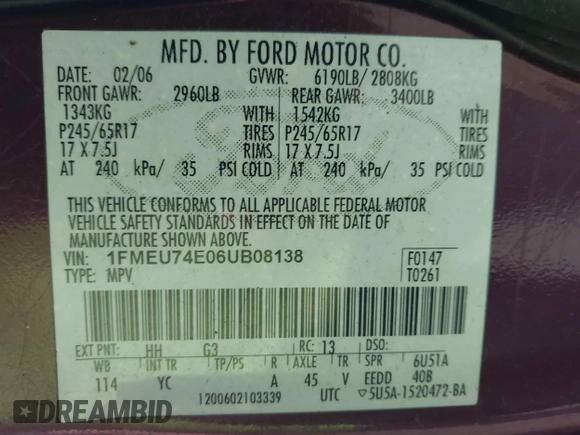 MFD. BY FORD MOTOR CO.
DATE: 02/06 GVWR: 6190LB/ 2808KG
FRONT GAWR: 2960LB REAR GAWR: 3400LB
1343KG WITH 1542KG WITH
P245/65R17 TIRES P245/65R17 TIRES
17 X 7.5J RIMS 17 X 7.5J RIMS
AT 240 kPa/ 35 PSI COLD AT 240 kPa/ 35 PSI COLD
THIS VEHICLE CONFORMS TO ALL APPLICABLE FEDERAL MOTOR
VEHICLE SAFETY STANDARDS IN EFFECT ON THE DATE OF
MANUFACTURE SHOWN ABOVE.
VIN: 1FMEU74E06UB08138 F0147
TYPE: MPV T0261
EXT PNT: HH G3 RC: 13 DSO:
WB INT TR TP/PS R AXLE TR SPR 6U51A
114 YC A 45 V EEDD 40B
1200602103339 UTC ▽5U5A-1520472-BA
DREAMBID